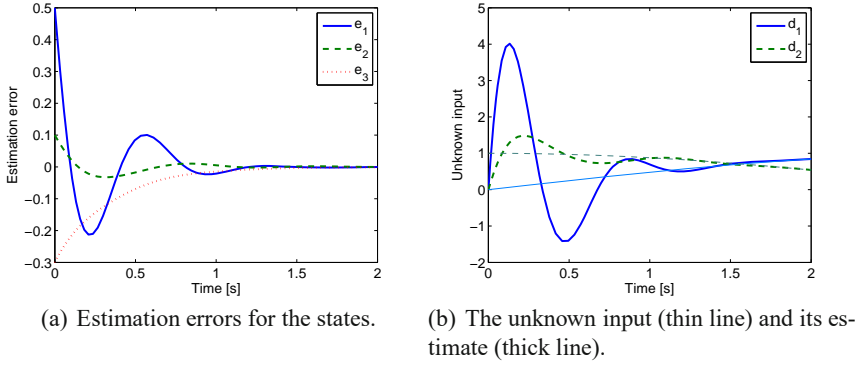 0.5
0.4
0.3
0.2
0.1
0
−0.1
−0.2
−0.3
0
0.5
1
1.5
2
Estimation error
Time [s]
e1
e2
e3
(a) Estimation errors for the states.
5
4
3
2
1
0
−1
−2
0
0.5
1
1.5
2
Unknown input
Time [s]
d1
d2
(b) The unknown input (thin line) and its es-
timate (thick line).